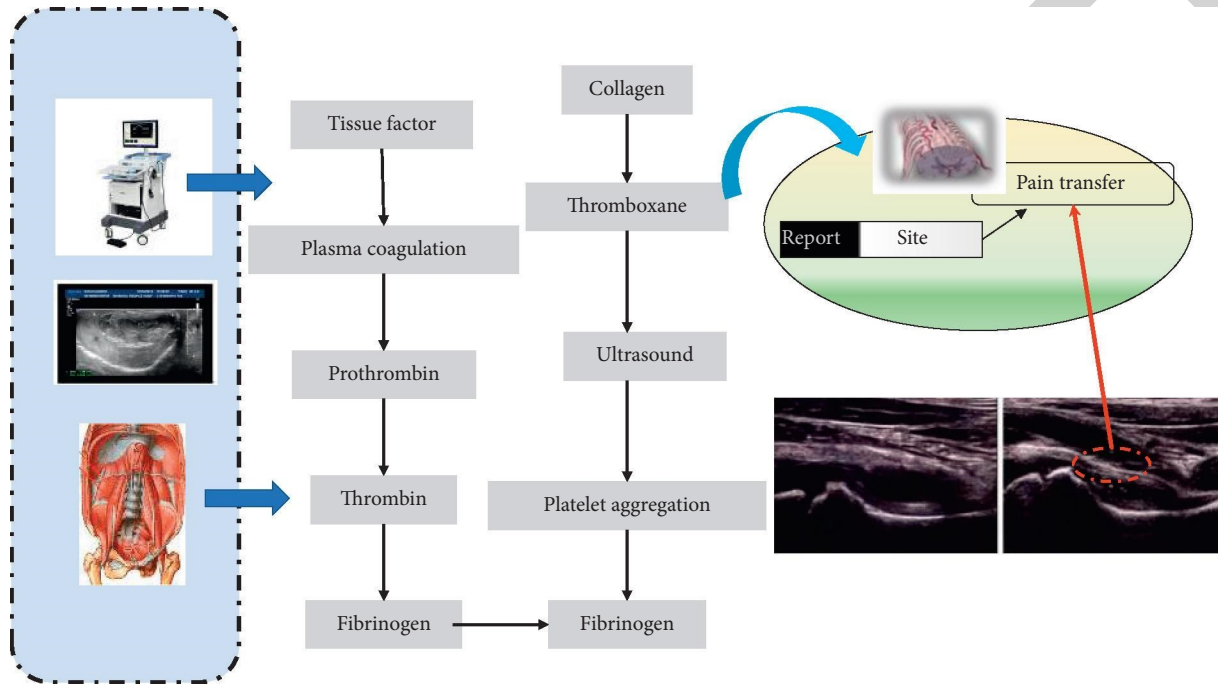 Tissue factor
Plasma coagulation
Prothrombin
Thrombin
Fibrinogen
Collagen
Thromboxane
Ultrasound
Platelet aggregation
Fibrinogen
Pain transfer
Report Site